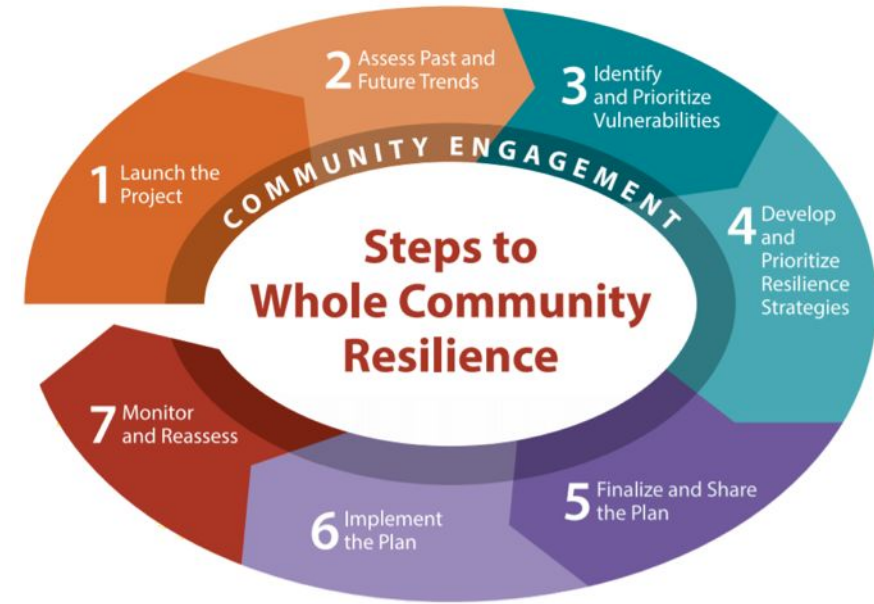 1 Launch the
Project
2 Assess Past and
Future Trends
3 Identify
and Prioritize
Vulnerabilities
4 Develop
and
Prioritize
Resilience
Strategies
5 Finalize and Share
the Plan
6 Implement
the Plan
7 Monitor
and Reassess
COMMUNITY ENGAGEMENT
Steps to
Whole Community
Resilience